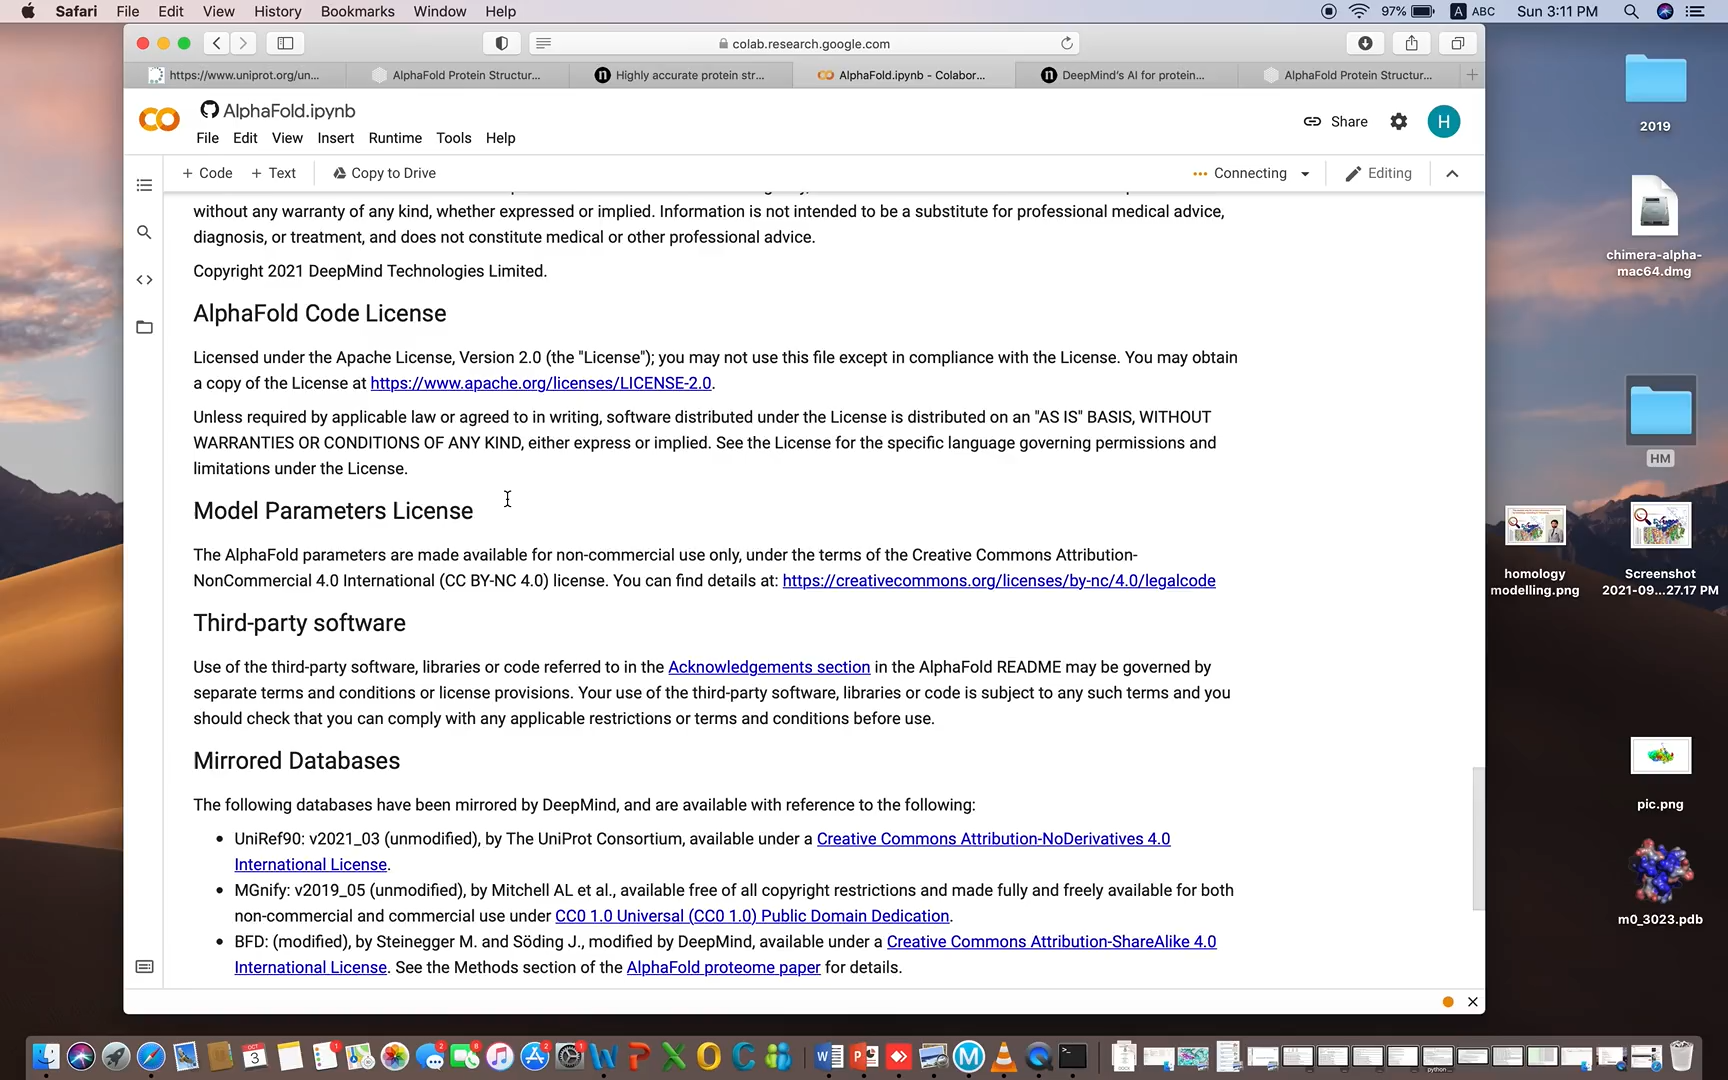 Safari File Edit View History Bookmarks Window Help 97% A ABC Sun 3:11 PM
colab.research.google.com
https://www.uniprot.org/un... AlphaFold Protein Structur... Highly accurate protein str... AlphaFold.ipynb - Colabor... DeepMind's AI for protein... AlphaFold Protein Structur...
AlphaFold.ipynb
File Edit View Insert Runtime Tools Help
Share H
+ Code + Text Copy to Drive Connecting Editing
without any warranty of any kind, whether expressed or implied. Information is not intended to be a substitute for professional medical advice,
diagnosis, or treatment, and does not constitute medical or other professional advice.
Copyright 2021 DeepMind Technologies Limited.
AlphaFold Code License
Licensed under the Apache License, Version 2.0 (the "License"); you may not use this file except in compliance with the License. You may obtain
a copy of the License at https://www.apache.org/licenses/LICENSE-2.0.
Unless required by applicable law or agreed to in writing, software distributed under the License is distributed on an "AS IS" BASIS, WITHOUT
WARRANTIES OR CONDITIONS OF ANY KIND, either express or implied. See the License for the specific language governing permissions and
limitations under the License.
Model Parameters License
The AlphaFold parameters are made available for non-commercial use only, under the terms of the Creative Commons Attribution-
NonCommercial 4.0 International (CC BY-NC 4.0) license. You can find details at: https://creativecommons.org/licenses/by-nc/4.0/legalcode
Third-party software
Use of the third-party software, libraries or code referred to in the Acknowledgements section in the AlphaFold README may be governed by
separate terms and conditions or license provisions. Your use of the third-party software, libraries or code is subject to any such terms and you
should check that you can comply with any applicable restrictions or terms and conditions before use.
Mirrored Databases
The following databases have been mirrored by DeepMind, and are available with reference to the following:
• UniRef90: v2021_03 (unmodified), by The UniProt Consortium, available under a Creative Commons Attribution-NoDerivatives 4.0
International License.
• MGnify: v2019_05 (unmodified), by Mitchell AL et al., available free of all copyright restrictions and made fully and freely available for both
non-commercial and commercial use under CC0 1.0 Universal (CC0 1.0) Public Domain Dedication.
• BFD: (modified), by Steinegger M. and Söding J., modified by DeepMind, available under a Creative Commons Attribution-ShareAlike 4.0
International License. See the Methods section of the AlphaFold proteome paper for details.
2019
chimera-alpha-
mac64.dmg
HM
homology
modelling.png
Screenshot
2021-09...27.17 PM
pic.png
m0_3023.pdb
OCT
3